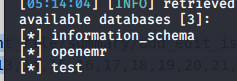 [05:14:04] [INFO] retrieved
available databases [3]:
[*] information_schema
[*] openemr
[*] test